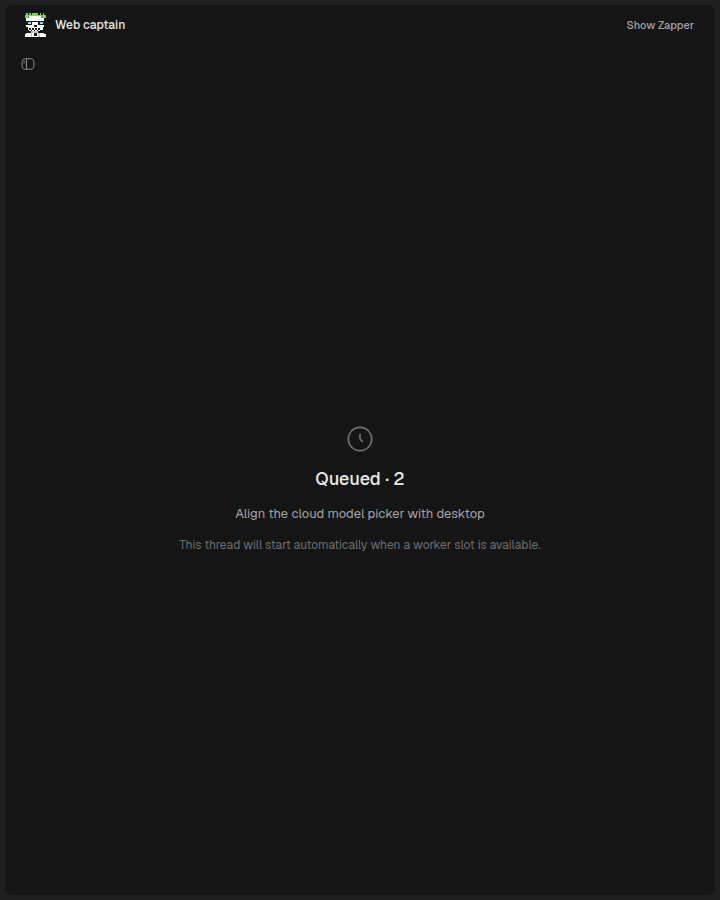 Web captain
Show Zapper
Queued · 2
Align the cloud model picker with desktop
This thread will start automatically when a worker slot is available.